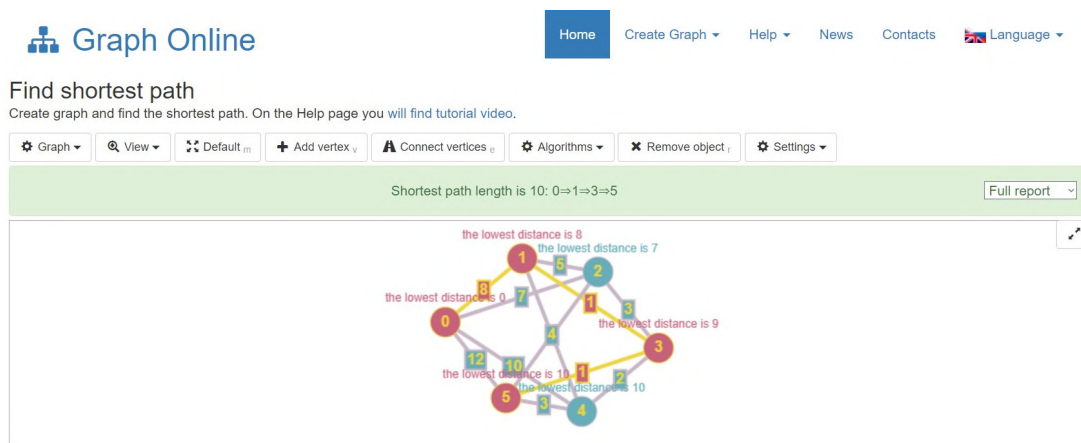 Graph Online
Home Create Graph Help News Contacts Language
Find shortest path
Create graph and find the shortest path. On the Help page you will find tutorial video.
Graph View Default m Add vertex v Connect vertices e Algorithms Remove object r Settings
Shortest path length is 10: 0⇒1⇒3⇒5 Full report
the lowest distance is 8
the lowest distance is 7
1
5
2
8
7
the lowest distance is 0
1
3
0
the lowest distance is 9
4
3
12
10
the lowest distance is 10
1
2
the lowest distance is 10
5
3
4